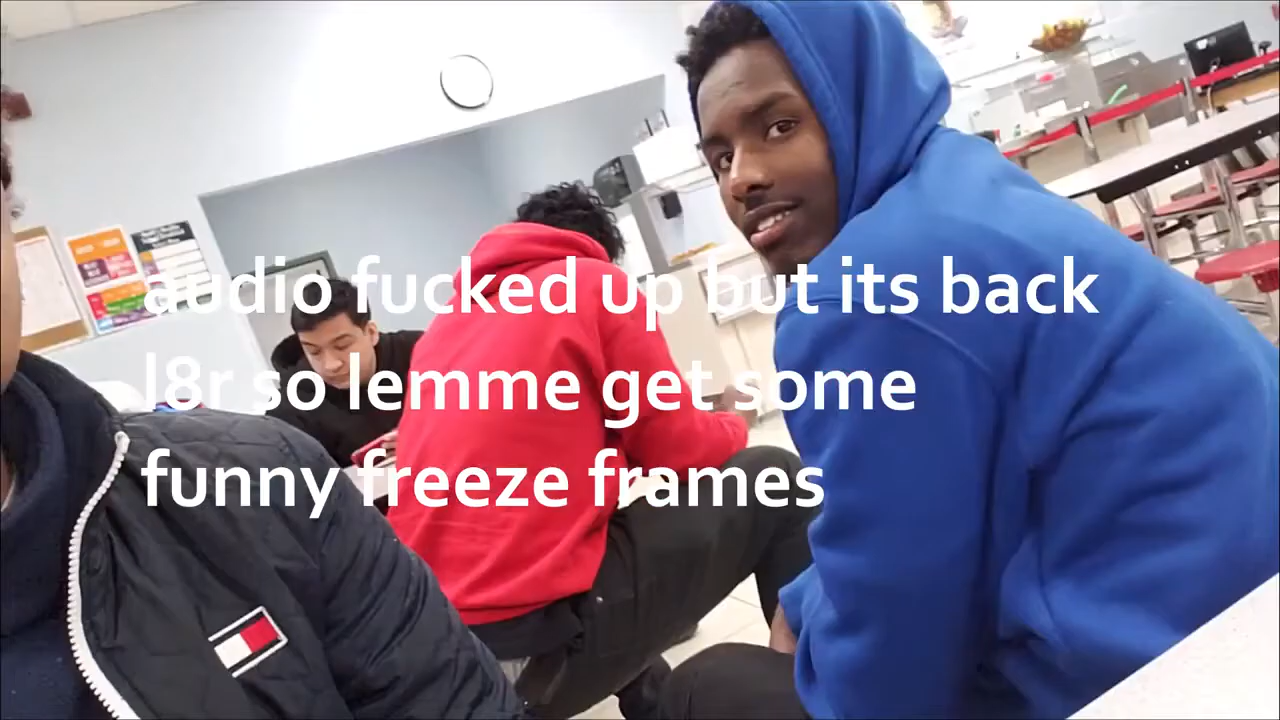 audio fucked up but its back
l8r so lemme get some
funny freeze frames